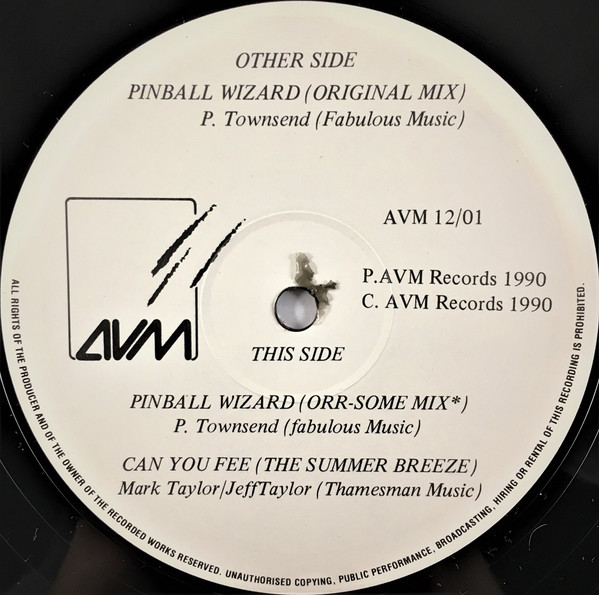 OTHER SIDE
PINBALL WIZARD (ORIGINAL MIX)
P. Townsend (Fabulous Music)
AVM 12/01
P.AVM Records 1990
C. AVM Records 1990
AVM
THIS SIDE
PINBALL WIZARD (ORR-SOME MIX*)
P. Townsend (fabulous Music)
CAN YOU FEE (THE SUMMER BREEZE)
Mark Taylor/JeffTaylor (Thamesman Music)
ALL RIGHTS OF THE PRODUCER AND OF THE OWNER OF THE RECORDED WORKS RESERVED. UNAUTHORISED COPYING, PUBLIC PERFORMANCE, BROADCASTING, HIRING OR RENTAL OF THIS RECORDING IS PROHIBITED.